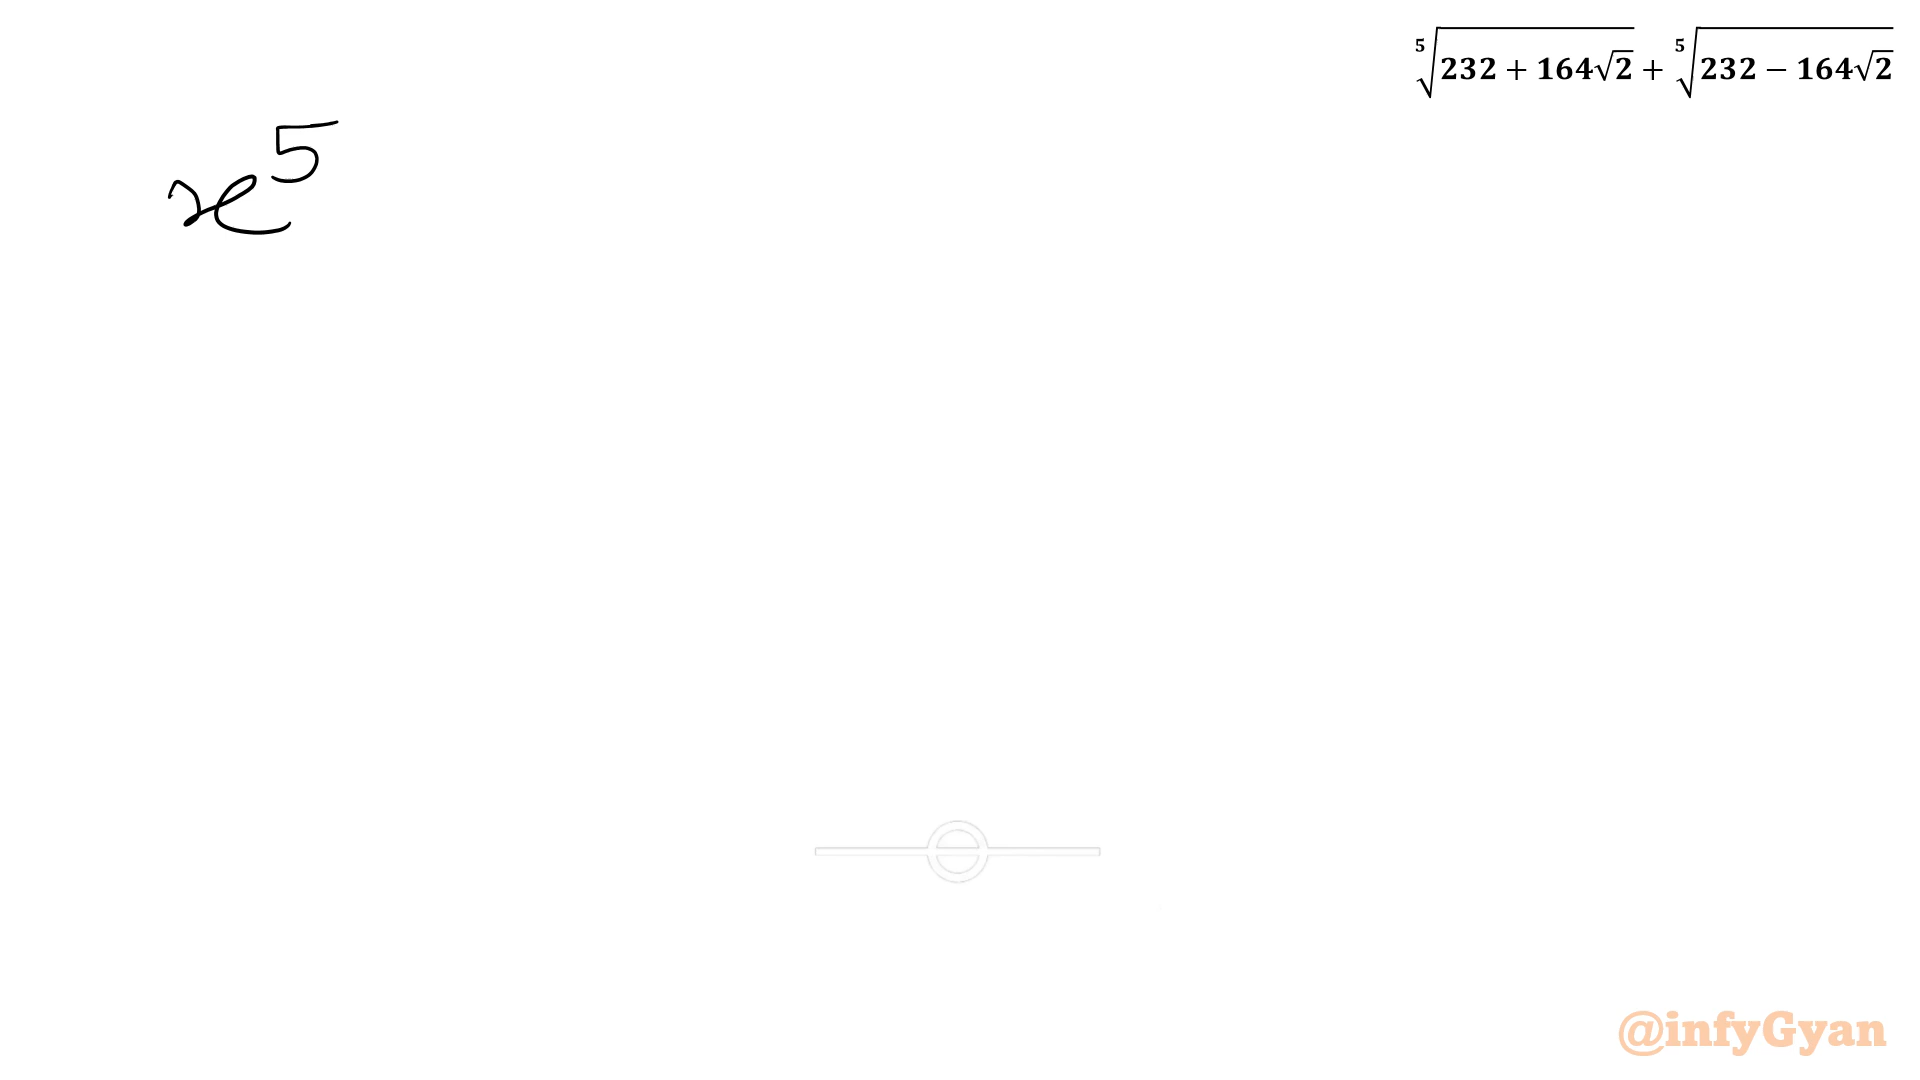 ⁵√(232 + 164√2) + ⁵√(232 − 164√2)
x⁵
@infyGyan